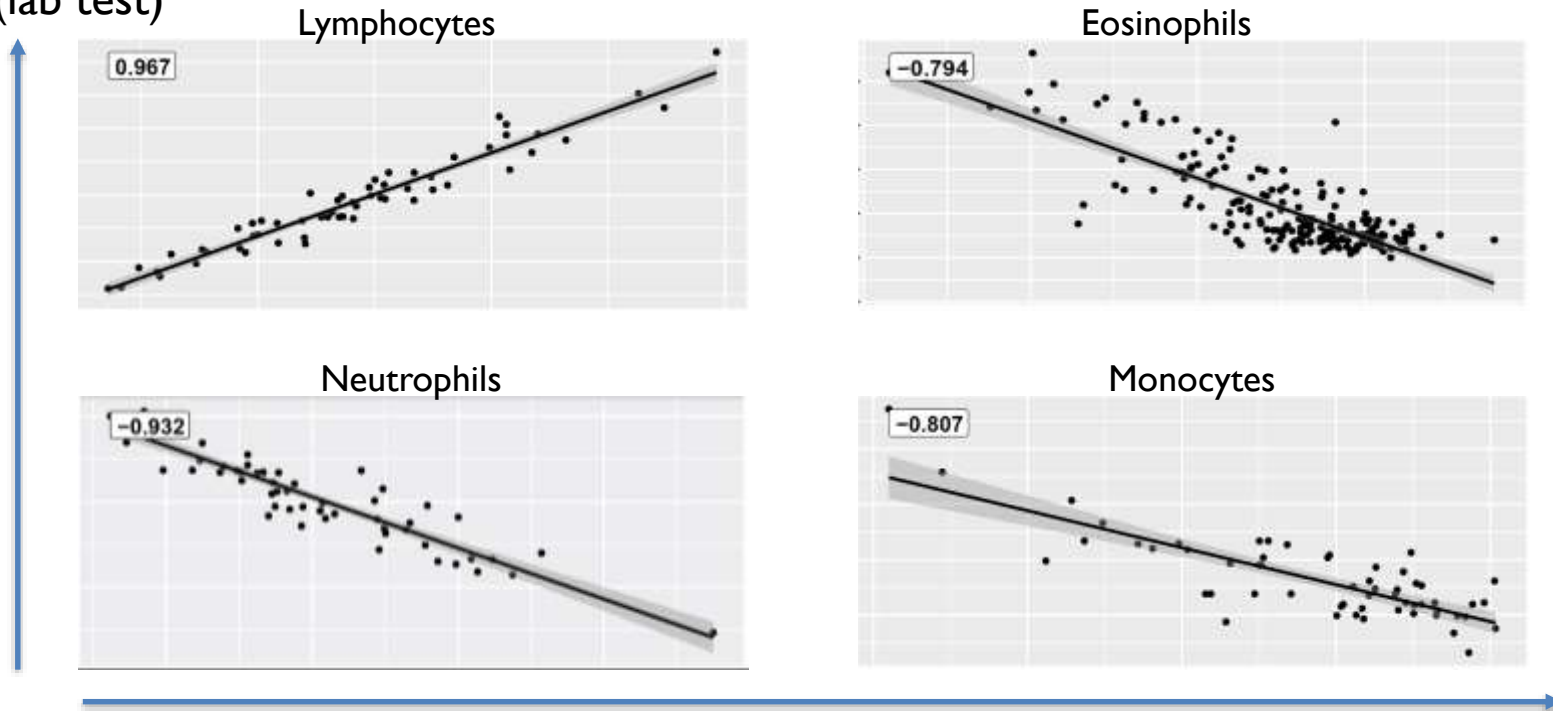 (lab test)
Lymphocytes
0.967
Eosinophils
−0.794
Neutrophils
−0.932
Monocytes
−0.807